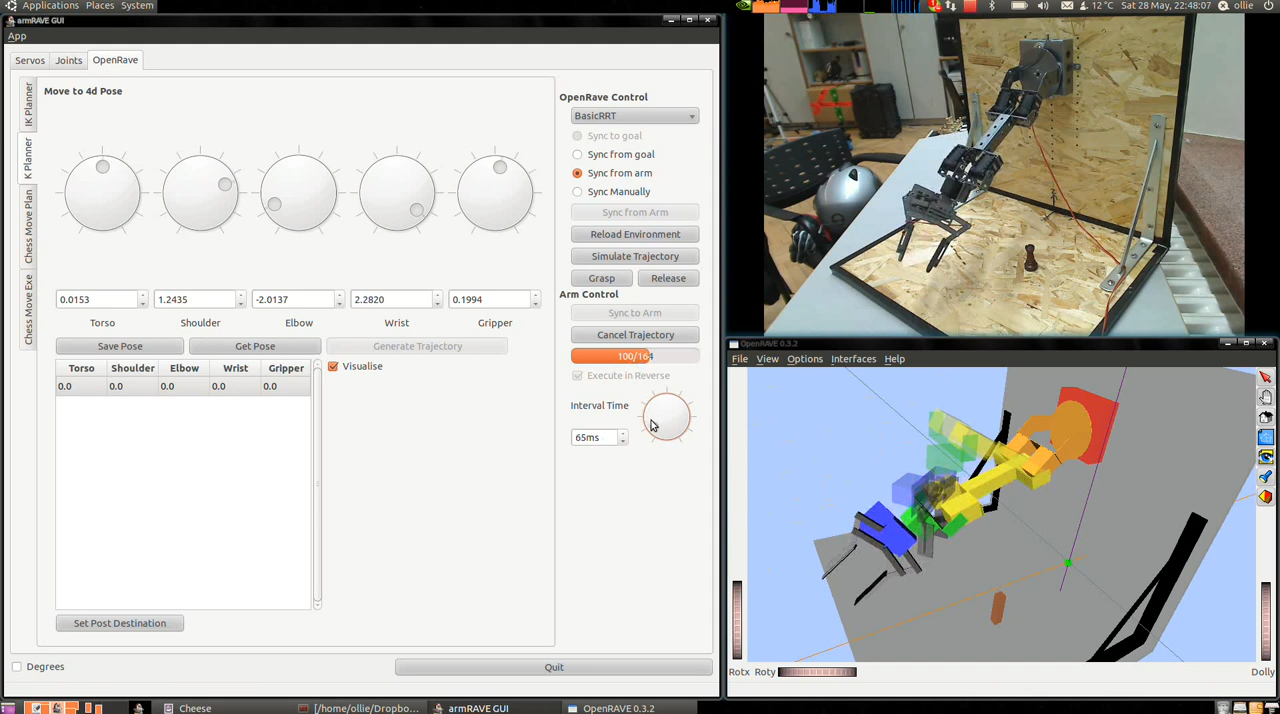 Applications Places System
12 °C Sat 28 May, 22:48:07 ollie
armRAVE GUI
App
Servos Joints OpenRave
IK Planner
K Planner
Chess Move Plan
Chess Move Exe
Move to 4d Pose
0.0153 1.2435 -2.0137 2.2820 0.1994
Torso Shoulder Elbow Wrist Gripper
Save Pose Get Pose Generate Trajectory
Torso Shoulder Elbow Wrist Gripper
0.0 0.0 0.0 0.0 0.0
Visualise
Set Post Destination
Degrees
Quit
OpenRave Control
BasicRRT
Sync to goal
Sync from goal
Sync from arm
Sync Manually
Sync from Arm
Reload Environment
Simulate Trajectory
Grasp Release
Arm Control
Sync to Arm
Cancel Trajectory
100/164
Execute in Reverse
Interval Time
65ms
OpenRAVE 0.3.2
File View Options Interfaces Help
Rotx Roty Dolly
Cheese [/home/ollie/Dropbo... armRAVE GUI OpenRAVE 0.3.2